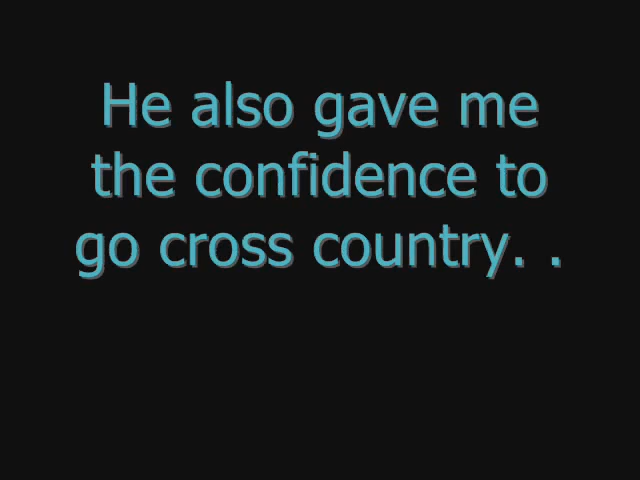 He also gave me
the confidence to
go cross country. .